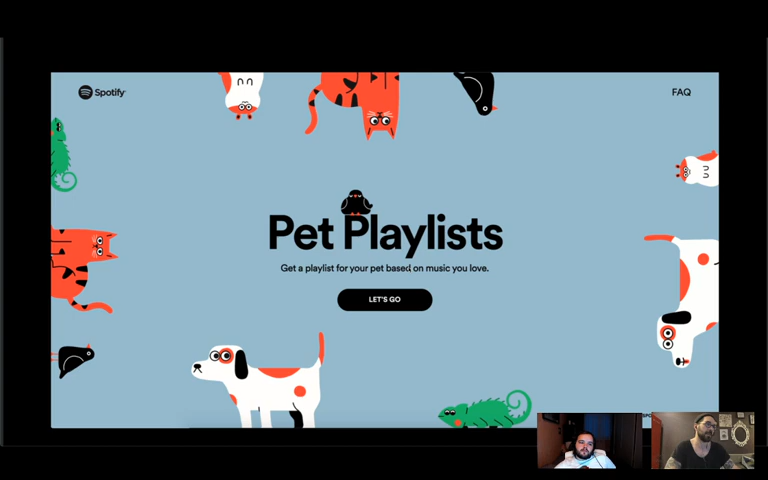 Spotify
FAQ
Pet Playlists
Get a playlist for your pet based on music you love.
LET'S GO